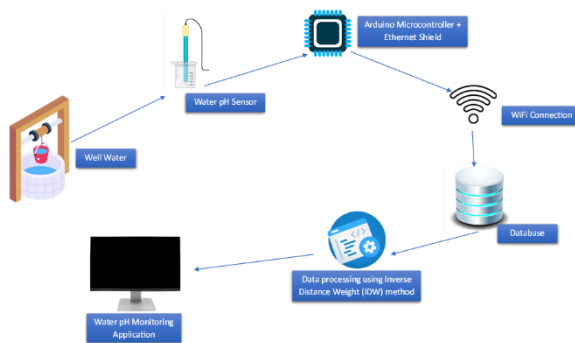 Arduino Microcontroller +
Ethernet Shield
Water pH Sensor
WiFi Connection
Well Water
Database
Data processing using Inverse
Distance Weight (IDW) method
Water pH Monitoring
Application